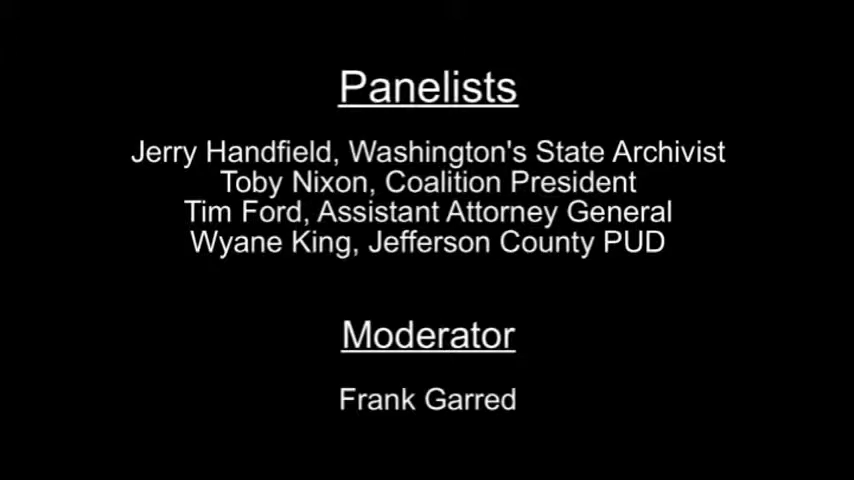 Panelists
Jerry Handfield, Washington's State Archivist
Toby Nixon, Coalition President
Tim Ford, Assistant Attorney General
Wyane King, Jefferson County PUD
Moderator
Frank Garred